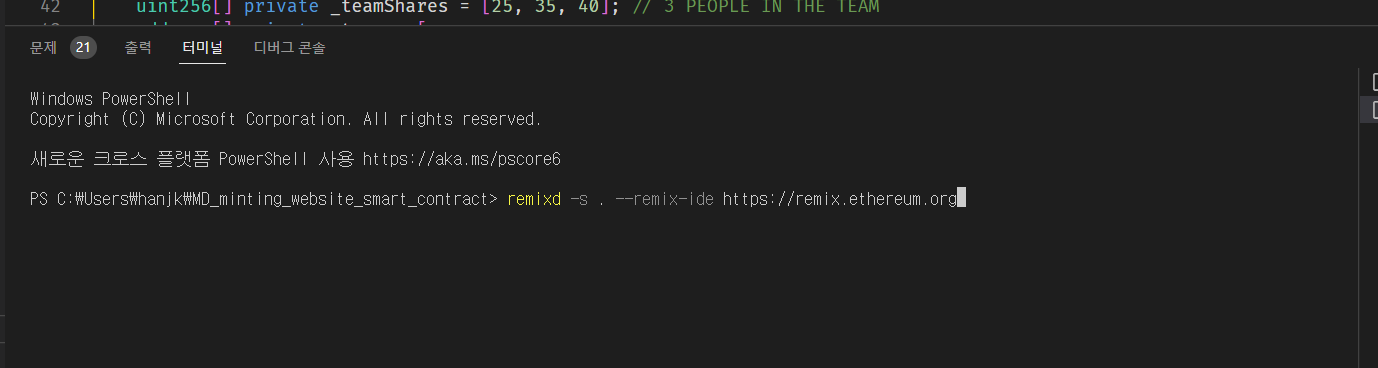 42 uint256[] private _teamShares = [25, 35, 40]; // 3 PEOPLE IN THE TEAM
문제 21 출력 터미널 디버그 콘솔
Windows PowerShell
Copyright (C) Microsoft Corporation. All rights reserved.
새로운 크로스 플랫폼 PowerShell 사용 https://aka.ms/pscore6
PS C:₩Users₩hanjk₩MD_minting_website_smart_contract> remixd -s . --remix-ide https://remix.ethereum.org